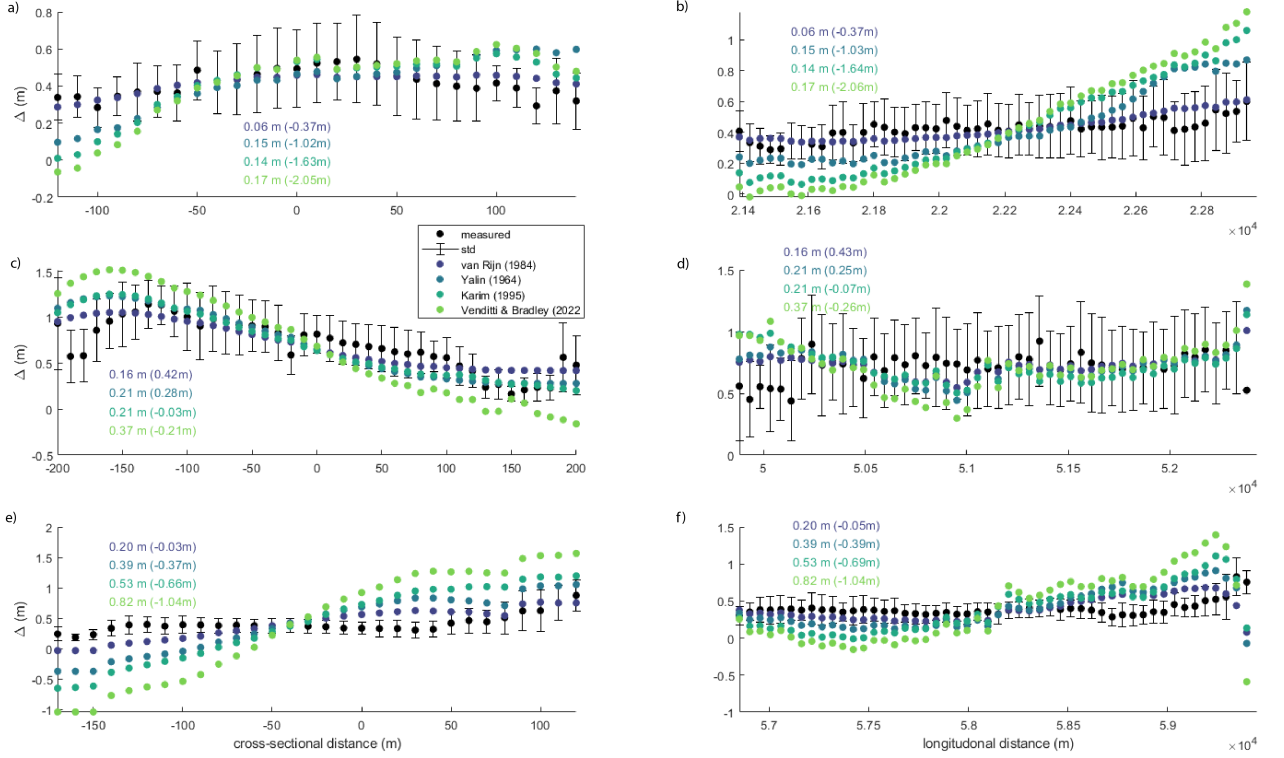 a)
0.8
0.6
0.4
0.2
0
-0.2
Δ (m)
-100
-50
0
50
100
0.06 m (-0.37m)
0.15 m (-1.02m)
0.14 m (-1.63m)
0.17 m (-2.05m)
b)
1
0.8
0.6
0.4
0.2
0
2.14
2.16
2.18
2.2
2.22
2.24
2.26
2.28
×10⁴
0.06 m (-0.37m)
0.15 m (-1.03m)
0.14 m (-1.64m)
0.17 m (-2.06m)
measured
std
van Rijn (1984)
Yalin (1964)
Karim (1995)
Venditti & Bradley (2022
c)
1.5
1
0.5
0
-0.5
Δ (m)
-200
-150
-100
-50
0
50
100
150
200
0.16 m (0.42m)
0.21 m (0.28m)
0.21 m (-0.03m)
0.37 m (-0.21m)
d)
1.5
1
0.5
0
5
5.05
5.1
5.15
5.2
×10⁴
0.16 m (0.43m)
0.21 m (0.25m)
0.21 m (-0.07m)
0.37 m (-0.26m)
e)
2
1.5
1
0.5
0
-0.5
-1
Δ (m)
-150
-100
-50
0
50
100
cross-sectional distance (m)
0.20 m (-0.03m)
0.39 m (-0.37m)
0.53 m (-0.66m)
0.82 m (-1.04m)
f)
1.5
1
0.5
0
-0.5
-1
5.7
5.75
5.8
5.85
5.9
×10⁴
longitudonal distance (m)
0.20 m (-0.05m)
0.39 m (-0.39m)
0.53 m (-0.69m)
0.82 m (-1.04m)